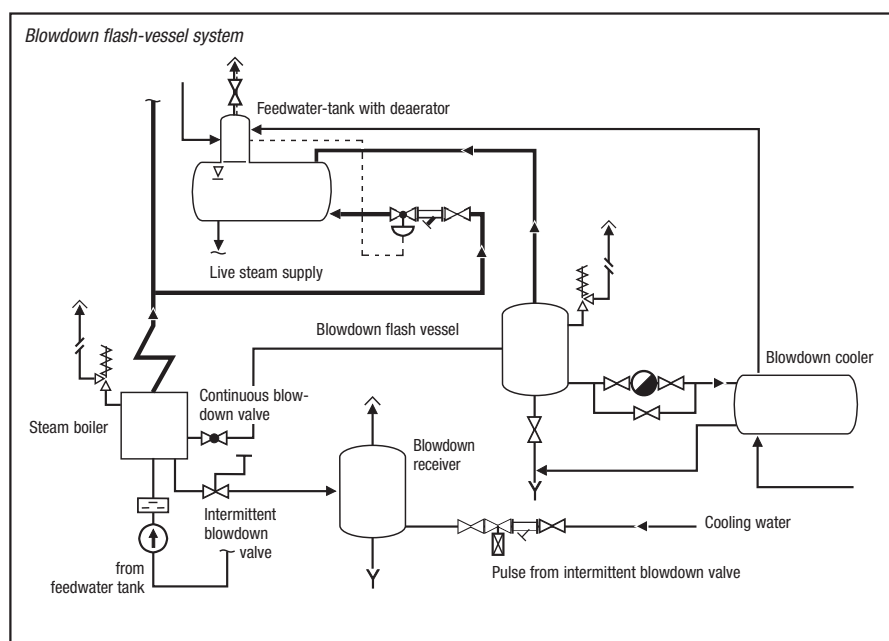 Blowdown flash-vessel system
Feedwater-tank with deaerator
Live steam supply
Blowdown flash vessel
Blowdown cooler
Continuous blow-
down valve
Steam boiler
Blowdown
receiver
Intermittent
blowdown
valve
Cooling water
from
feedwater tank
Pulse from intermittent blowdown valve